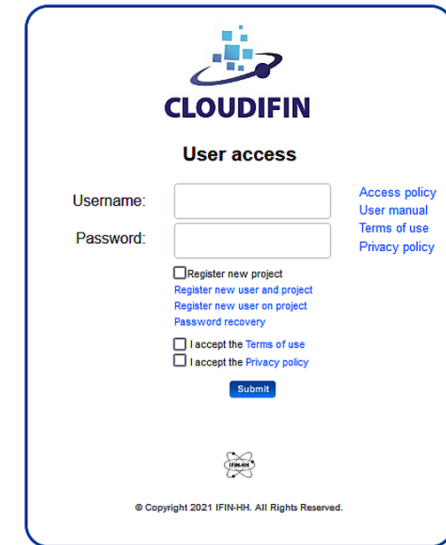 CLOUDIFIN
User access
Username:
Password:
Access policy
User manual
Terms of use
Privacy policy
Register new project
Register new user and project
Register new user on project
Password recovery
I accept the Terms of use
I accept the Privacy policy
Submit
IFIN-HH
© Copyright 2021 IFIN-HH. All Rights Reserved.